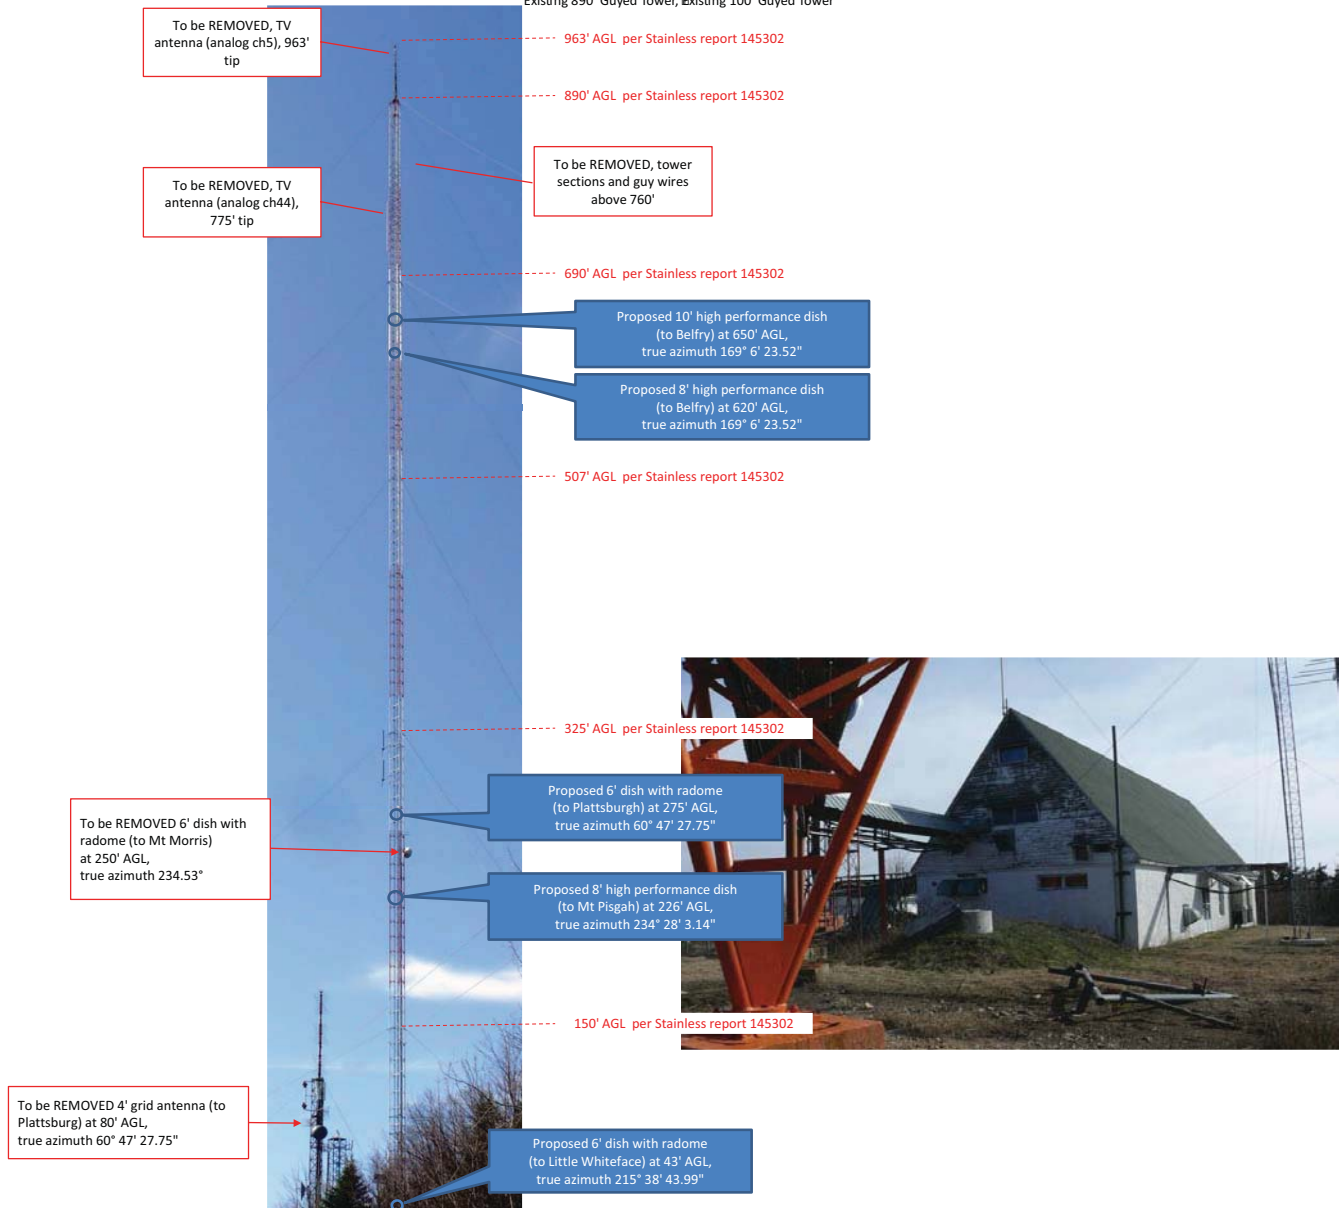 Existing 890' Guyed Tower, Existing 100' Guyed Tower
To be REMOVED, TV
antenna (analog ch5), 963'
tip
963' AGL per Stainless report 145302
890' AGL per Stainless report 145302
To be REMOVED, tower
sections and guy wires
above 760'
To be REMOVED, TV
antenna (analog ch44),
775' tip
690' AGL per Stainless report 145302
Proposed 10' high performance dish
(to Belfry) at 650' AGL,
true azimuth 169° 6' 23.52"
Proposed 8' high performance dish
(to Belfry) at 620' AGL,
true azimuth 169° 6' 23.52"
507' AGL per Stainless report 145302
325' AGL per Stainless report 145302
Proposed 6' dish with radome
(to Plattsburgh) at 275' AGL,
true azimuth 60° 47' 27.75"
To be REMOVED 6' dish with
radome (to Mt Morris)
at 250' AGL,
true azimuth 234.53°
Proposed 8' high performance dish
(to Mt Pisgah) at 226' AGL,
true azimuth 234° 28' 3.14"
150' AGL per Stainless report 145302
To be REMOVED 4' grid antenna (to
Plattsburg) at 80' AGL,
true azimuth 60° 47' 27.75"
Proposed 6' dish with radome
(to Little Whiteface) at 43' AGL,
true azimuth 215° 38' 43.99"